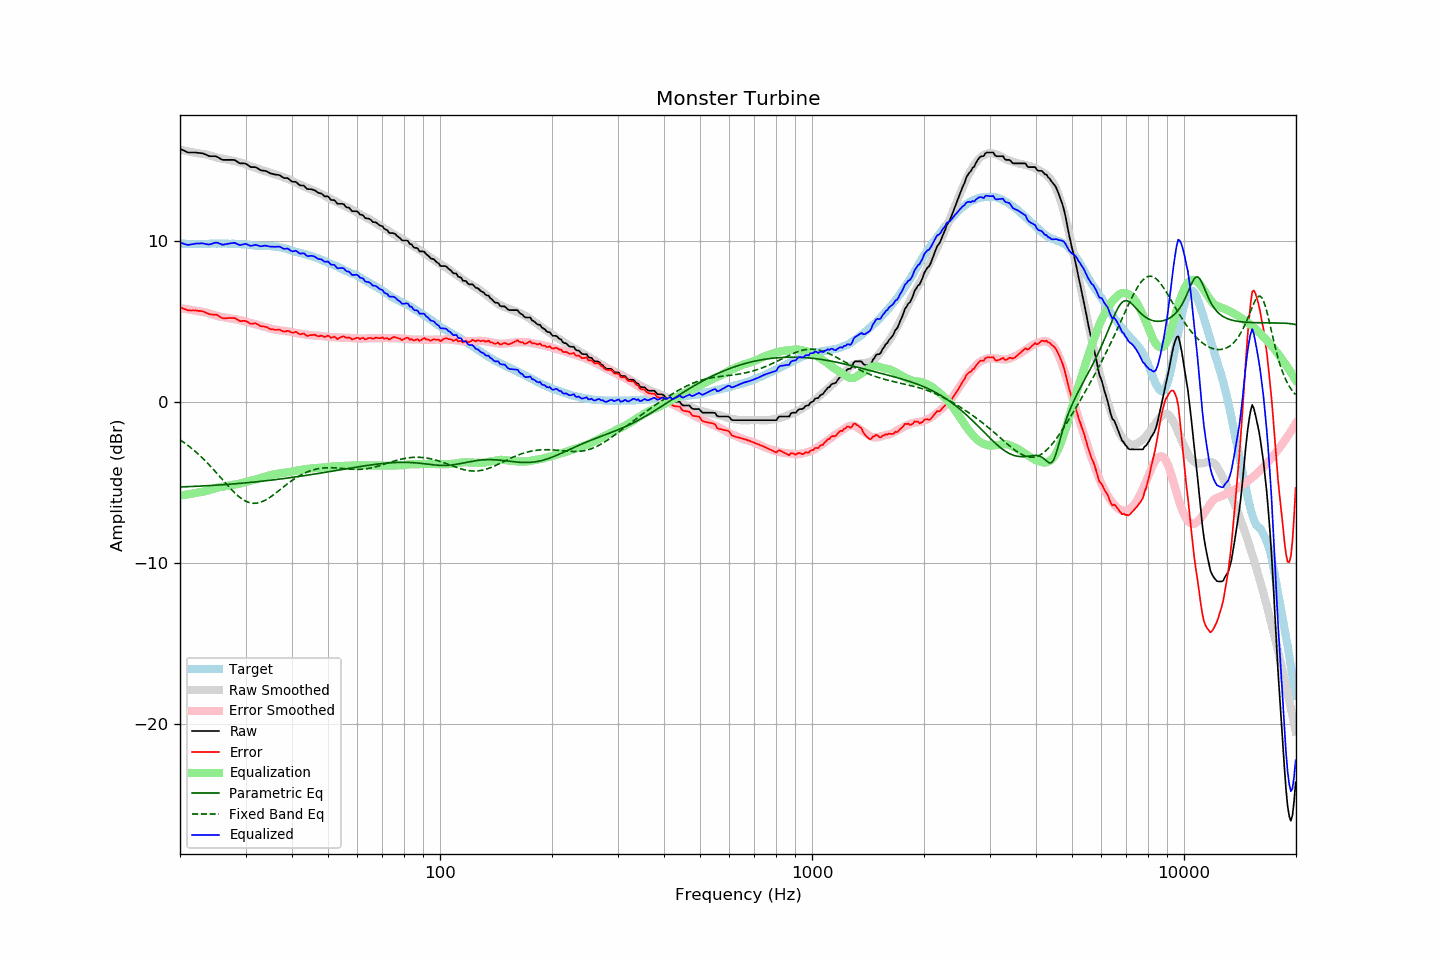 Monster Turbine
10
0
−10
−20
Amplitude (dBr)
Target
Raw Smoothed
Error Smoothed
Raw
Error
Equalization
Parametric Eq
Fixed Band Eq
Equalized
100 1000 10000
Frequency (Hz)